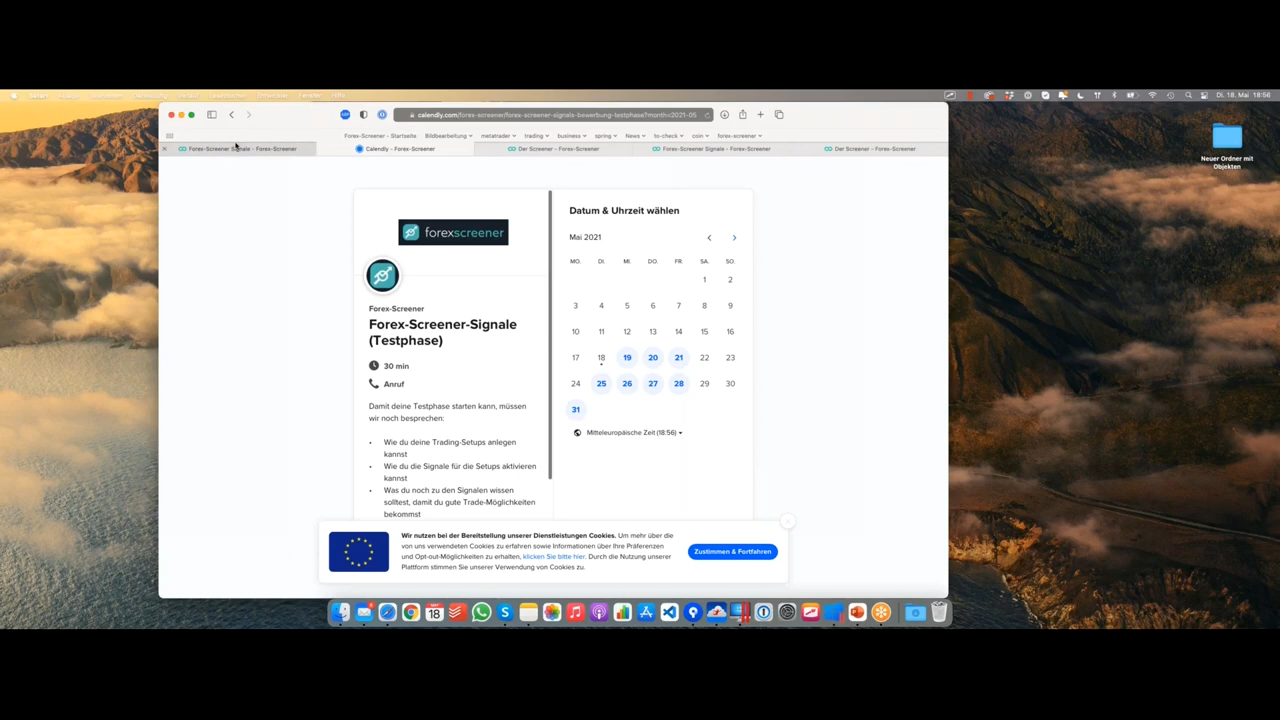 Di. 18. Mai 18:56
calendly.com/forex-screener/forex-screener-signals-bewerbung-testphase?month=2021-05
Forex-Screener - Startseite Bildbearbeitung metatrader trading business spring News to-check coin forex-screener
Forex-Screener Signale - Forex-Screener Calendly - Forex-Screener Der Screener - Forex-Screener Forex-Screener Signale - Forex-Screener Der Screener - Forex-Screener
Neuer Ordner mit
Objekten
forexscreener
Forex-Screener
Forex-Screener-Signale
(Testphase)
30 min
Anruf
Damit deine Testphase starten kann, müssen
wir noch besprechen:
• Wie du deine Trading-Setups anlegen
kannst
• Wie du die Signale für die Setups aktivieren
kannst
• Was du noch zu den Signalen wissen
solltest, damit du gute Trade-Möglichkeiten
bekommst
Datum & Uhrzeit wählen
Mai 2021
MO. DI. MI. DO. FR. SA. SO.
1 2
3 4 5 6 7 8 9
10 11 12 13 14 15 16
17 18 19 20 21 22 23
24 25 26 27 28 29 30
31
Mitteleuropäische Zeit (18:56)
Wir nutzen bei der Bereitstellung unserer Dienstleistungen Cookies. Um mehr über die
von uns verwendeten Cookies zu erfahren sowie Informationen über Ihre Präferenzen
und Opt-out-Möglichkeiten zu erhalten, klicken Sie bitte hier. Durch die Nutzung unserer
Plattform stimmen Sie unserer Verwendung von Cookies zu.
Zustimmen & Fortfahren
18